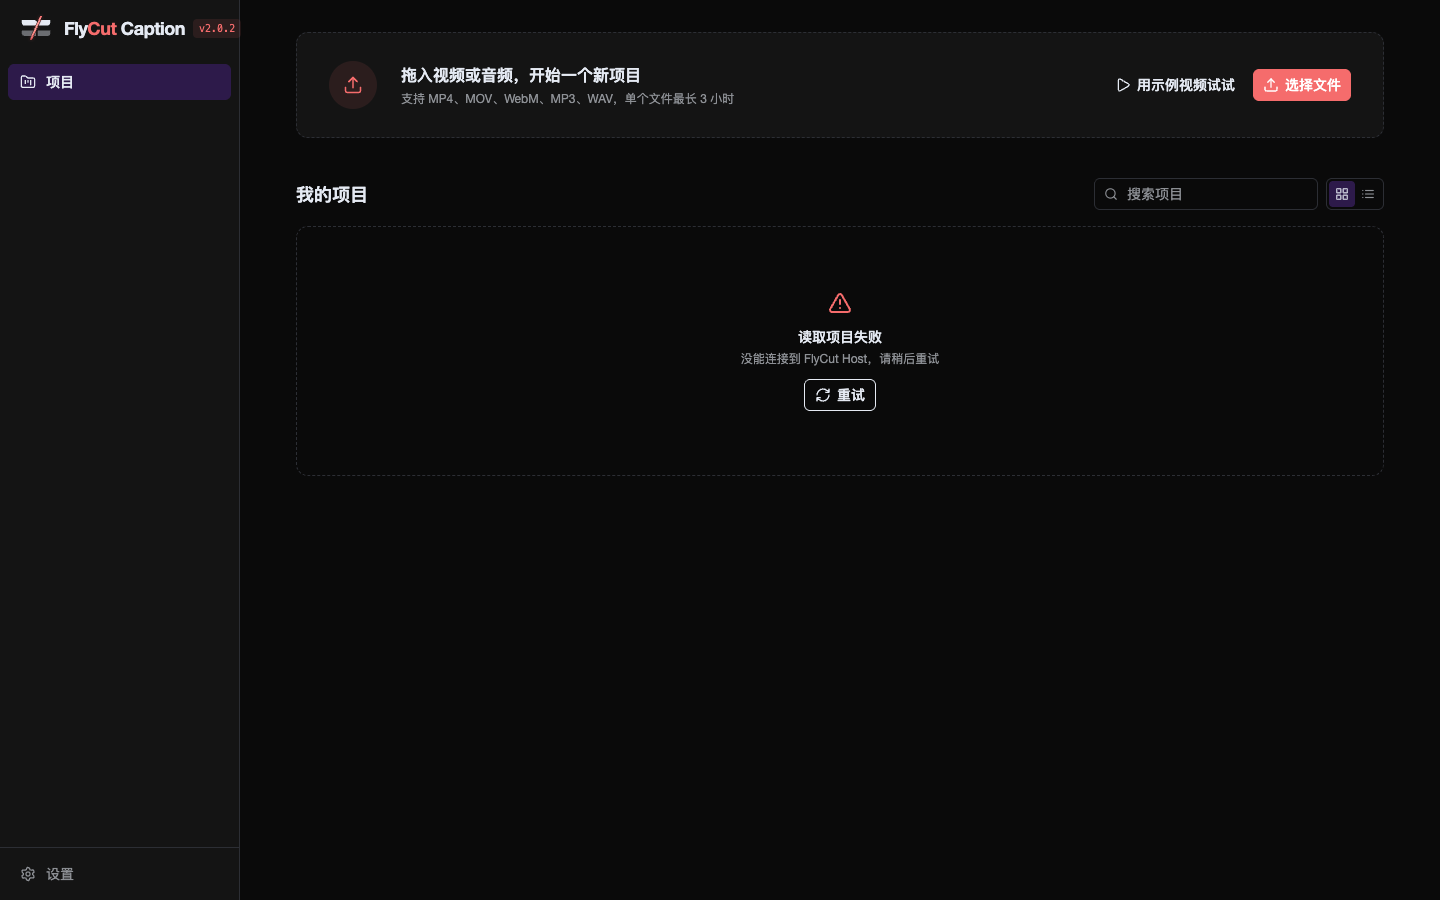 FlyCut Caption v2.0.2
项目
拖入视频或音频，开始一个新项目
支持 MP4、MOV、WebM、MP3、WAV，单个文件最长 3 小时
用示例视频试试
选择文件
我的项目
搜索项目
读取项目失败
没能连接到 FlyCut Host，请稍后重试
重试
设置